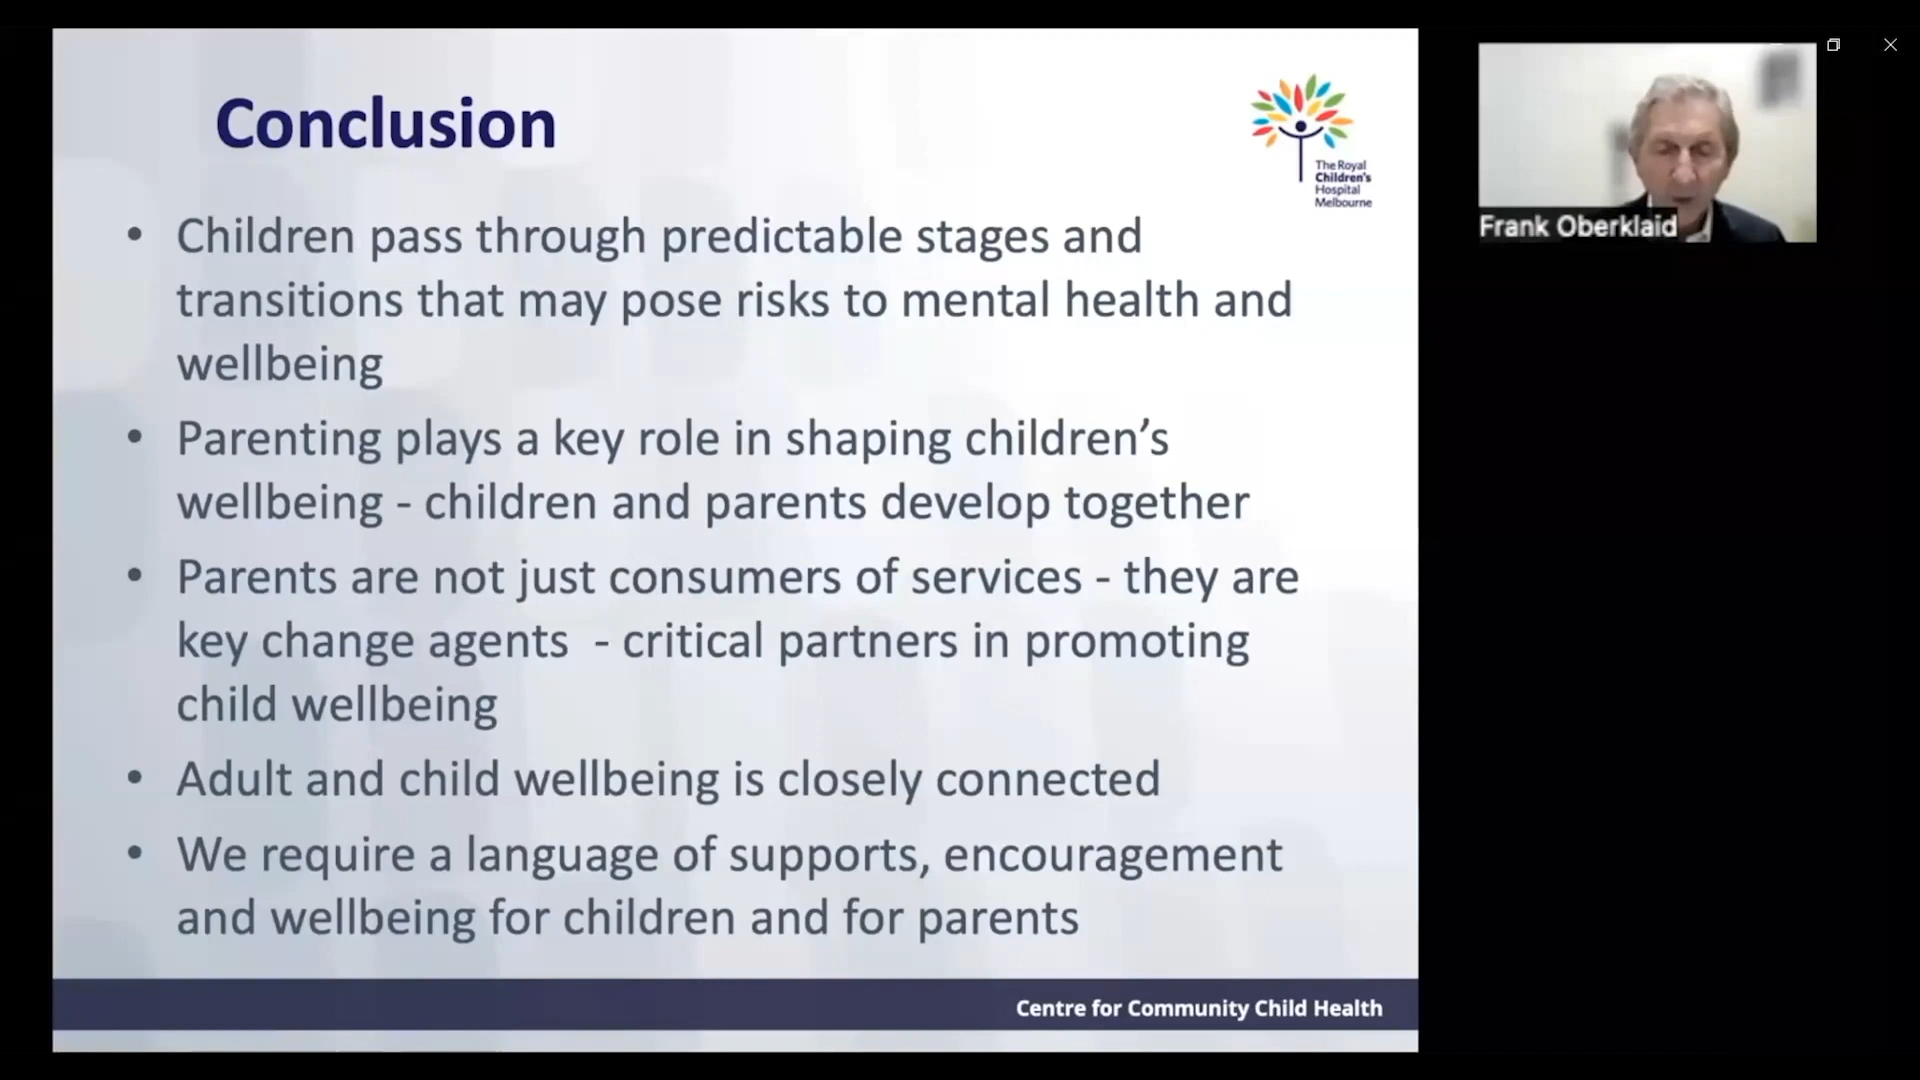 Conclusion
The Royal
Children's
Hospital
Melbourne
• Children pass through predictable stages and
transitions that may pose risks to mental health and
wellbeing
• Parenting plays a key role in shaping children’s
wellbeing - children and parents develop together
• Parents are not just consumers of services - they are
key change agents  - critical partners in promoting
child wellbeing
• Adult and child wellbeing is closely connected
• We require a language of supports, encouragement
and wellbeing for children and for parents
Centre for Community Child Health
Frank Oberklaid